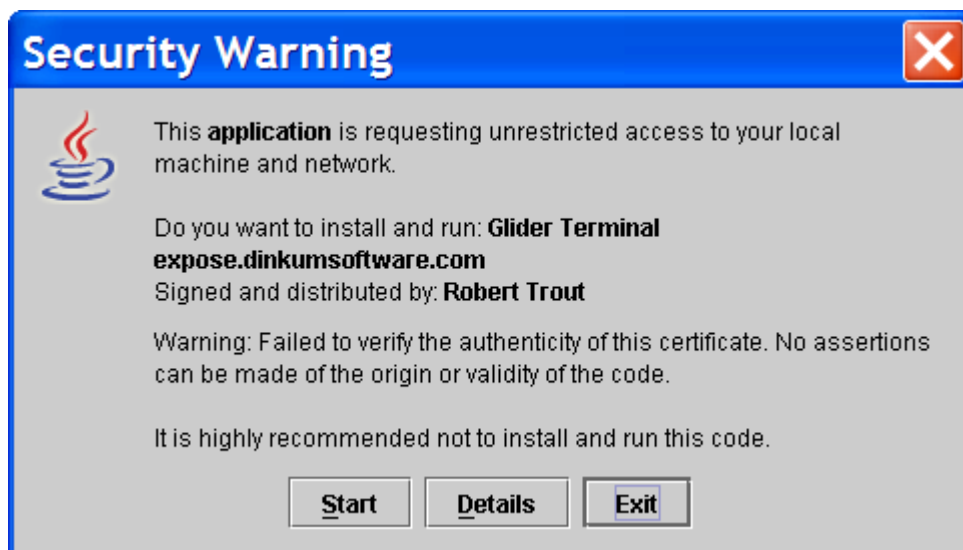 Security Warning
This application is requesting unrestricted access to your local
machine and network.
Do you want to install and run: Glider Terminal
expose.dinkumsoftware.com
Signed and distributed by: Robert Trout
Warning: Failed to verify the authenticity of this certificate. No assertions
can be made of the origin or validity of the code.
It is highly recommended not to install and run this code.
Start Details Exit